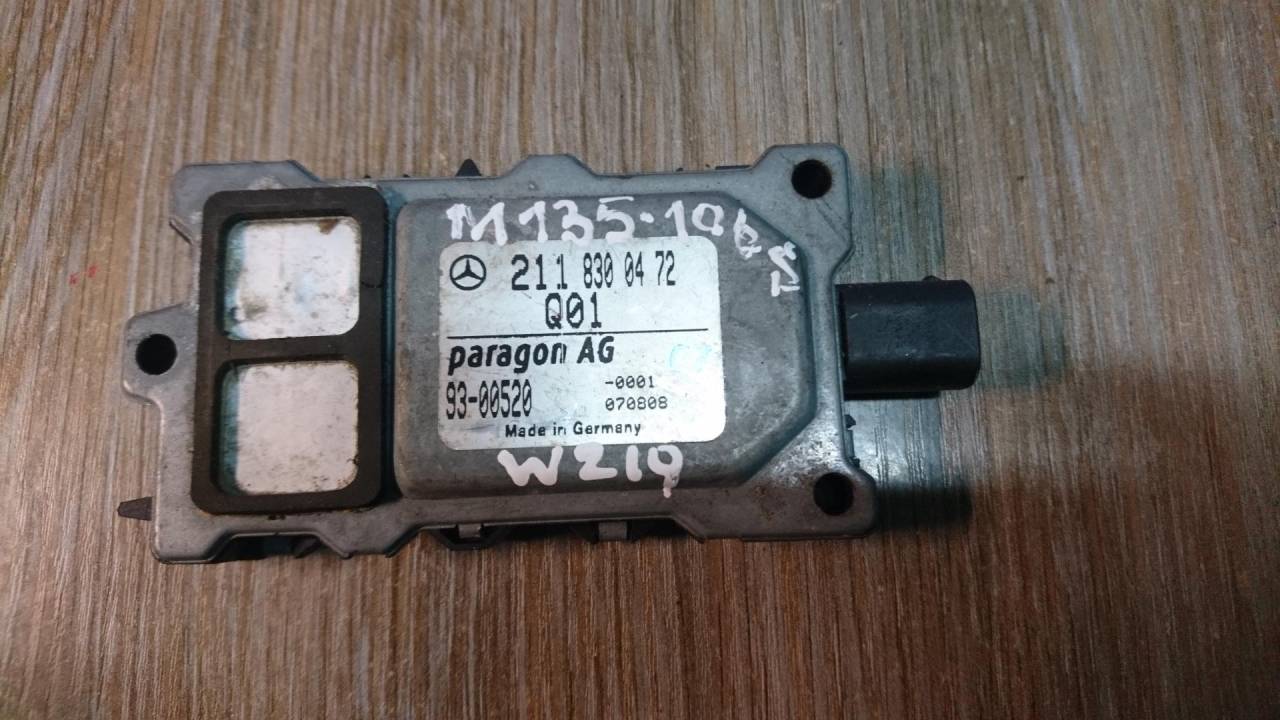 M135-10
211 830 04 72
Q01
paragon AG
93-00520 -0001
070808
Made in Germany
W219